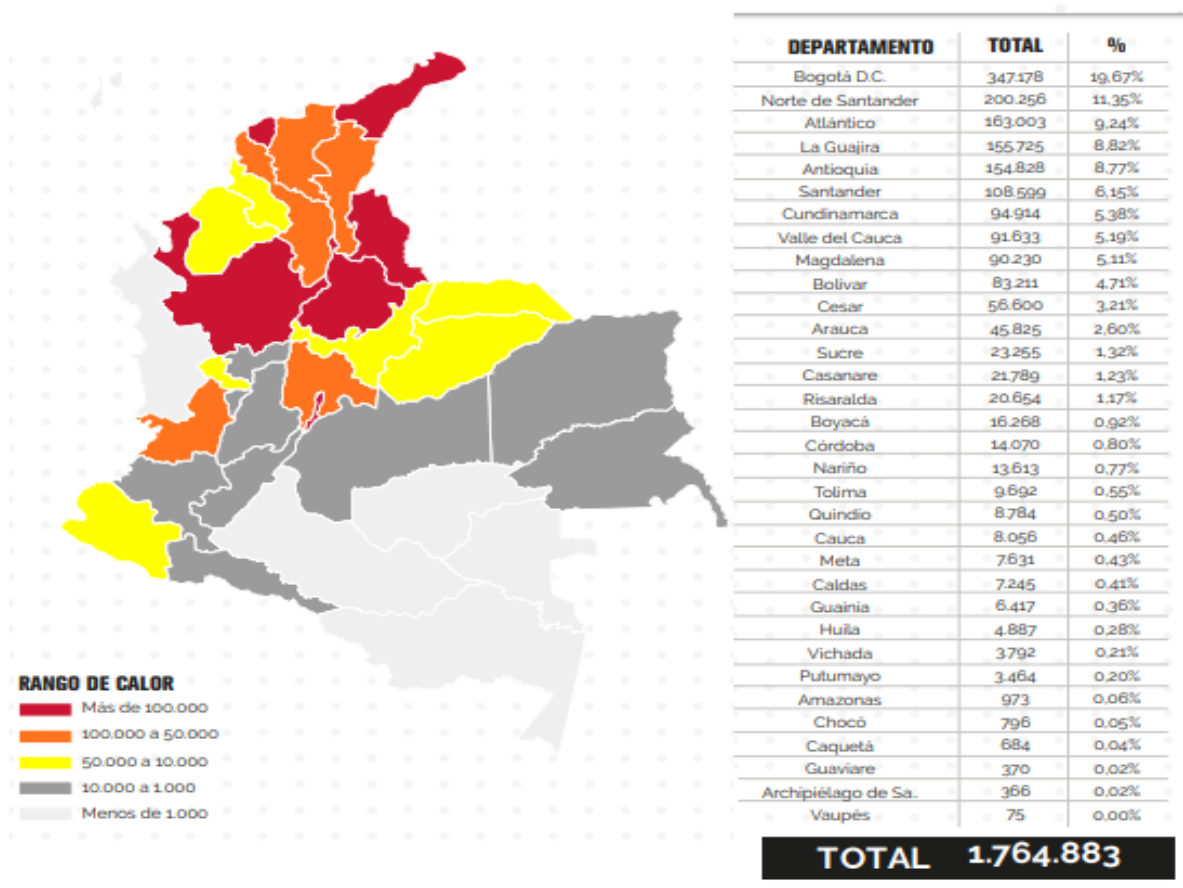 DEPARTAMENTO TOTAL %
Bogotá D.C. 347.178 19,67%
Norte de Santander 200.256 11,35%
Atlántico 163.003 9,24%
La Guajira 155.725 8,82%
Antioquia 154.828 8,77%
Santander 108.599 6,15%
Cundinamarca 94.914 5,38%
Valle del Cauca 91.633 5,19%
Magdalena 90.230 5,11%
Bolívar 83.211 4,71%
Cesar 56.600 3,21%
Arauca 45.825 2,60%
Sucre 23.255 1,32%
Casanare 21.789 1,23%
Risaralda 20.654 1,17%
Boyacá 16.268 0,92%
Córdoba 14.070 0,80%
Nariño 13.613 0,77%
Tolima 9.692 0,55%
Quindío 8.784 0,50%
Cauca 8.056 0,46%
Meta 7.631 0,43%
Caldas 7.245 0,41%
Guainía 6.417 0,36%
Huila 4.887 0,28%
Vichada 3.792 0,21%
Putumayo 3.464 0,20%
Amazonas 973 0,06%
Chocó 796 0,05%
Caquetá 684 0,04%
Guaviare 370 0,02%
Archipiélago de Sa.. 366 0,02%
Vaupés 75 0,00%
TOTAL 1.764.883
RANGO DE CALOR
Más de 100.000
100.000 a 50.000
50.000 a 10.000
10.000 a 1.000
Menos de 1.000